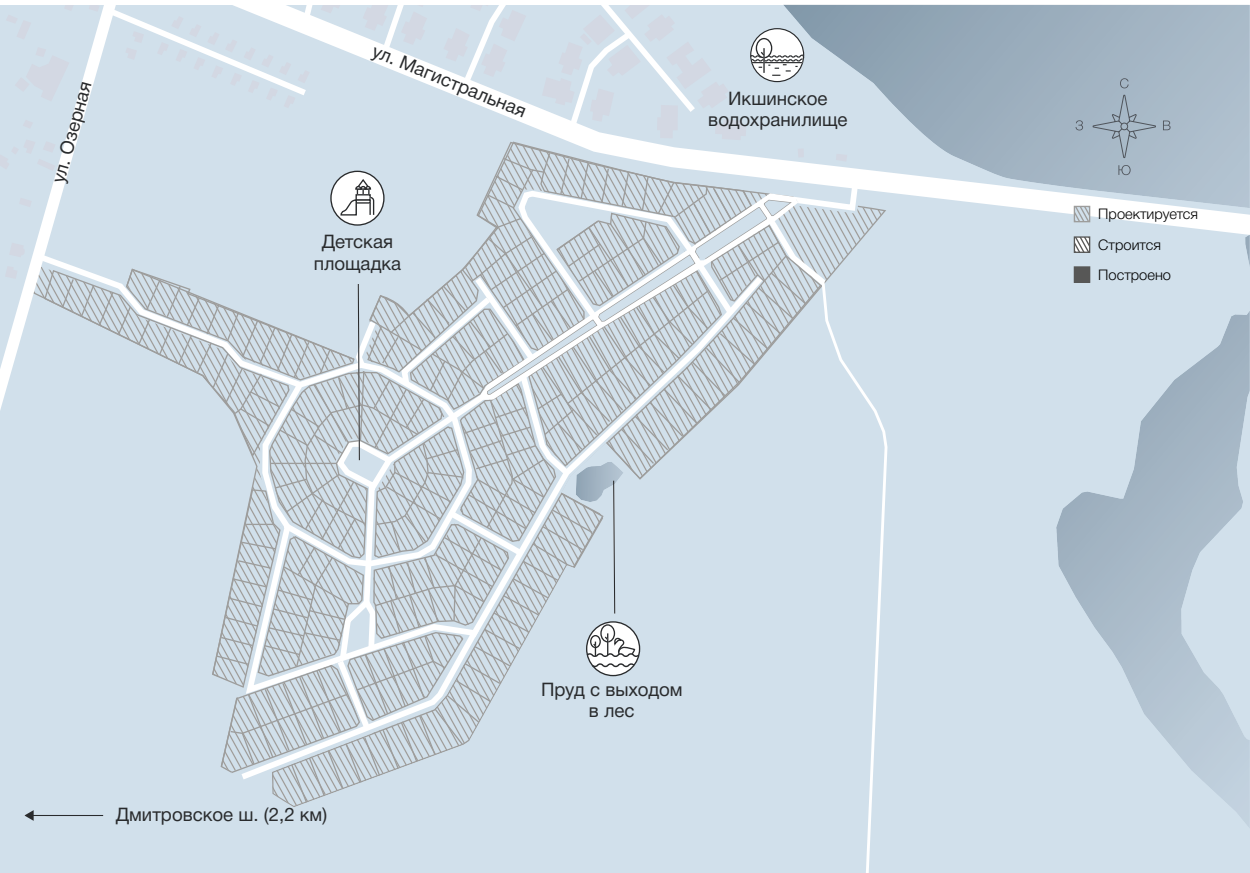 ул. Магистральная
ул. Озерная
Икшинское
водохранилище
С
З
В
Ю
Проектируется
Строится
Построено
Детская
площадка
Пруд с выходом
в лес
Дмитровское ш. (2,2 км)